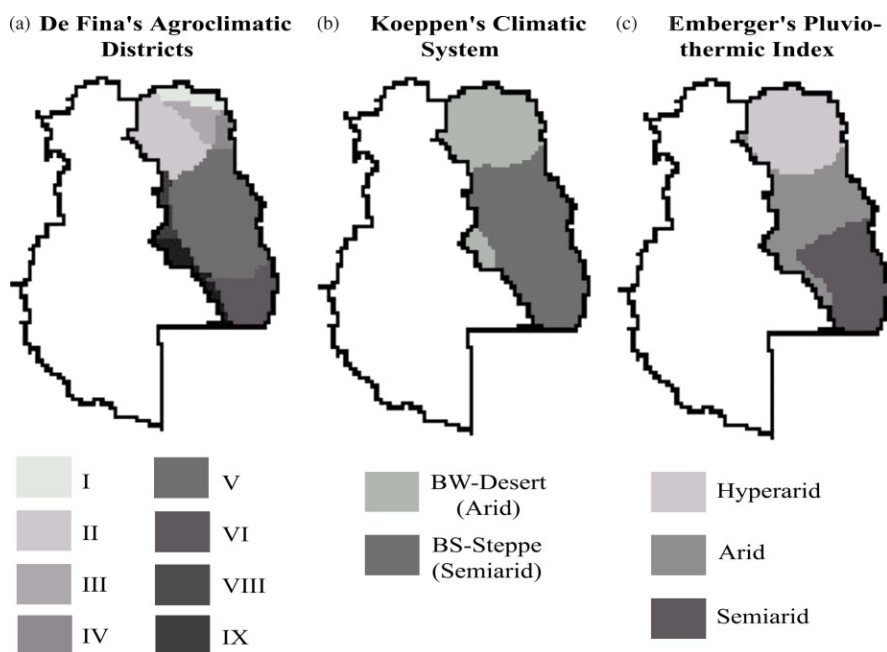 (a) De Fina's Agroclimatic
Districts
(b) Koeppen's Climatic
System
(c) Emberger's Pluvio-
thermic Index
I
II
III
IV
V
VI
VIII
IX
BW-Desert
(Arid)
BS-Steppe
(Semiarid)
Hyperarid
Arid
Semiarid